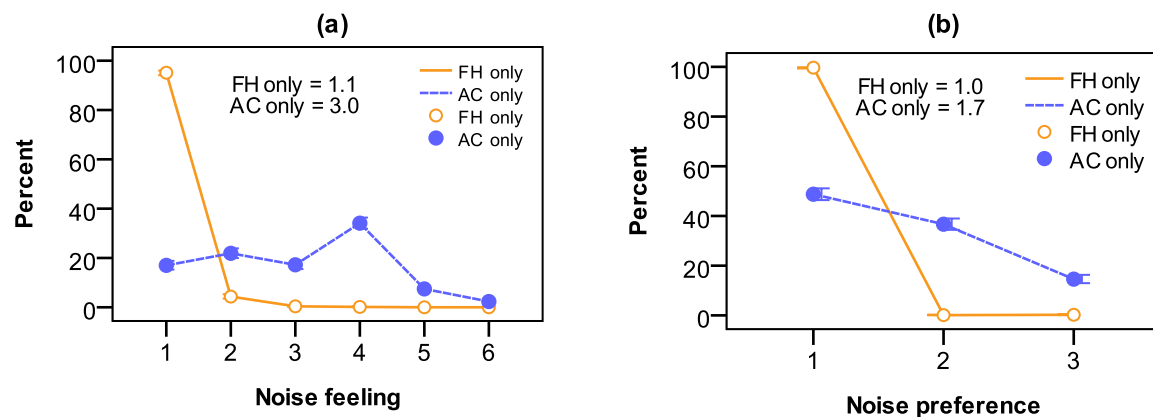 (a)
FH only = 1.1
AC only = 3.0
FH only
AC only
FH only
AC only
100
80
60
40
20
0
Percent
1 2 3 4 5 6
Noise feeling
(b)
FH only = 1.0
AC only = 1.7
FH only
AC only
FH only
AC only
100
80
60
40
20
0
Percent
1 2 3
Noise preference